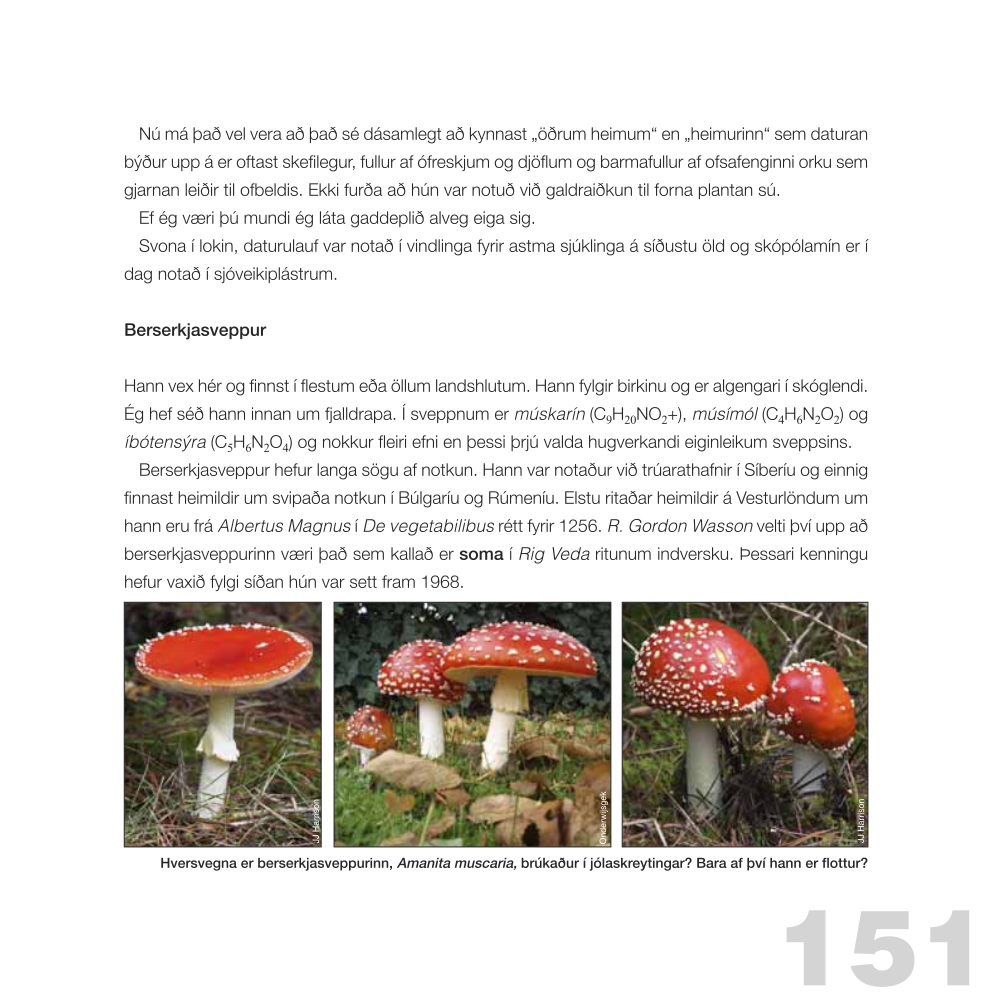 Nú má það vel vera að það sé dásamlegt að kynnast „öðrum heimum“ en „heimurinn“ sem daturan
býður upp á er oftast skefilegur, fullur af ófreskjum og djöflum og barmafullur af ofsafenginni orku sem
gjarnan leiðir til ofbeldis. Ekki furða að hún var notuð við galdraiðkun til forna plantan sú.
Ef ég væri þú mundi ég láta gaddeplið alveg eiga sig.
Svona í lokin, daturulauf var notað í vindlinga fyrir astma sjúklinga á síðustu öld og skópólamín er í
dag notað í sjóveikiplástrum.
Berserkjasveppur
Hann vex hér og finnst í flestum eða öllum landshlutum. Hann fylgir birkinu og er algengari í skóglendi.
Ég hef séð hann innan um fjalldrapa. Í sveppnum er múskarín (C₉H₂₀NO₂+), músímól (C₄H₆N₂O₂) og
íbótensýra (C₅H₆N₂O₄) og nokkur fleiri efni en þessi þrjú valda hugverkandi eiginleikum sveppsins.
Berserkjasveppur hefur langa sögu af notkun. Hann var notaður við trúarathafnir í Síberíu og einnig
finnast heimildir um svipaða notkun í Búlgaríu og Rúmeníu. Elstu ritaðar heimildir á Vesturlöndum um
hann eru frá Albertus Magnus í De vegetabilibus rétt fyrir 1256. R. Gordon Wasson velti því upp að
berserkjasveppurinn væri það sem kallað er soma í Rig Veda ritunum indversku. Þessari kenningu
hefur vaxið fylgi síðan hún var sett fram 1968.
JJ Harrison
Onderwijsgek
JJ Harrison
Hversvegna er berserkjasveppurinn, Amanita muscaria, brúkaður í jólaskreytingar? Bara af því hann er flottur?
151